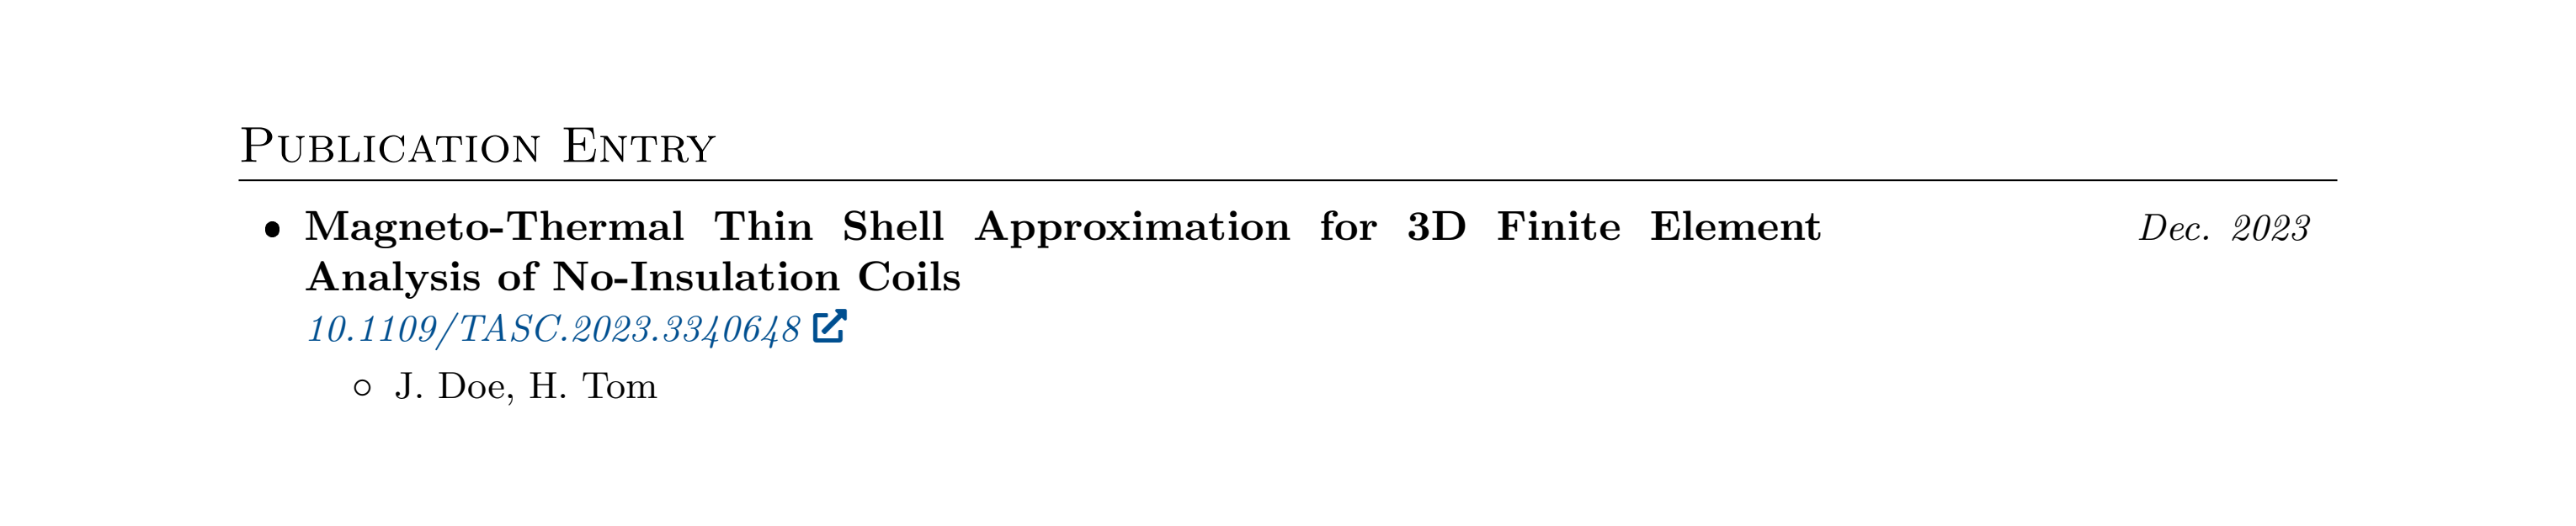 Publication Entry
• Magneto-Thermal Thin Shell Approximation for 3D Finite Element Dec. 2023
Analysis of No-Insulation Coils
10.1109/TASC.2023.3340648
◦ J. Doe, H. Tom